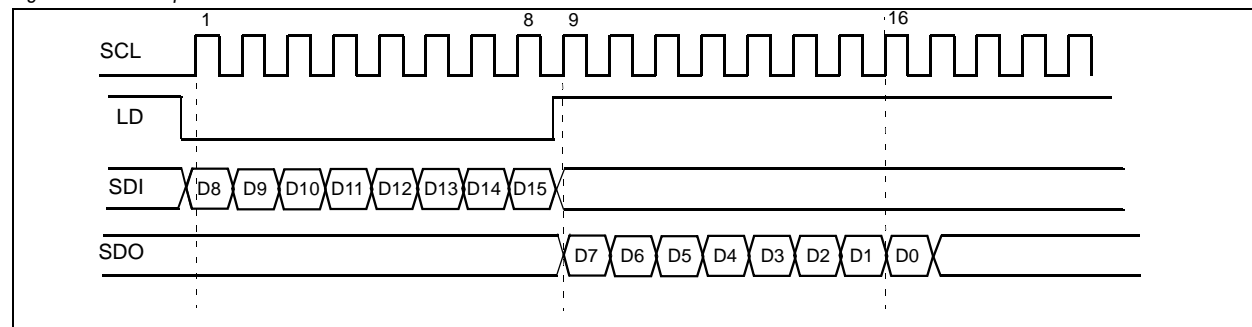 1 8 9 16
SCL
LD
SDI D8 D9 D10 D11 D12 D13 D14 D15
SDO D7 D6 D5 D4 D3 D2 D1 D0